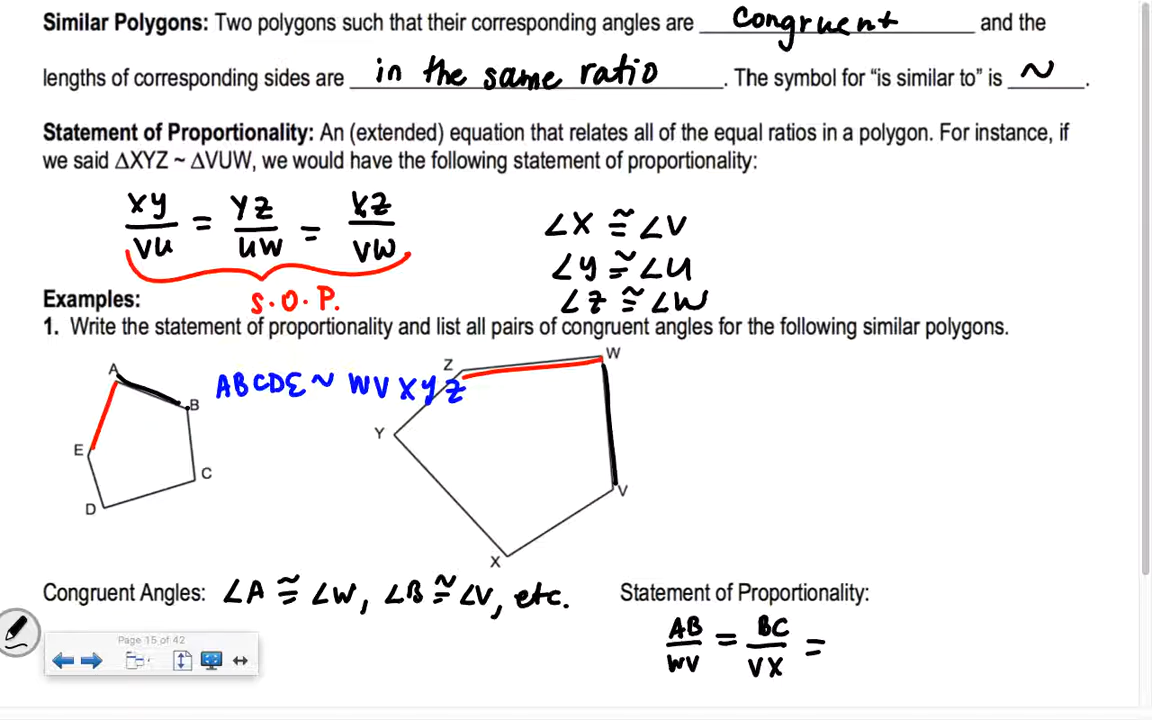 Similar Polygons: Two polygons such that their corresponding angles are congruent and the
lengths of corresponding sides are in the same ratio. The symbol for "is similar to" is ~.
Statement of Proportionality: An (extended) equation that relates all of the equal ratios in a polygon. For instance, if
we said ΔXYZ ~ ΔVUW, we would have the following statement of proportionality:
XY/VU = YZ/UW = XZ/VW
∠X ≅ ∠V
∠Y ≅ ∠U
∠Z ≅ ∠W
S.O.P.
Examples:
1. Write the statement of proportionality and list all pairs of congruent angles for the following similar polygons.
A
B
C
D
E
ABCDE ~ WVXYZ
Z
W
Y
V
X
Congruent Angles: ∠A ≅ ∠W, ∠B ≅ ∠V, etc.
Statement of Proportionality:
AB/WV = BC/VX =
Page 15 of 42